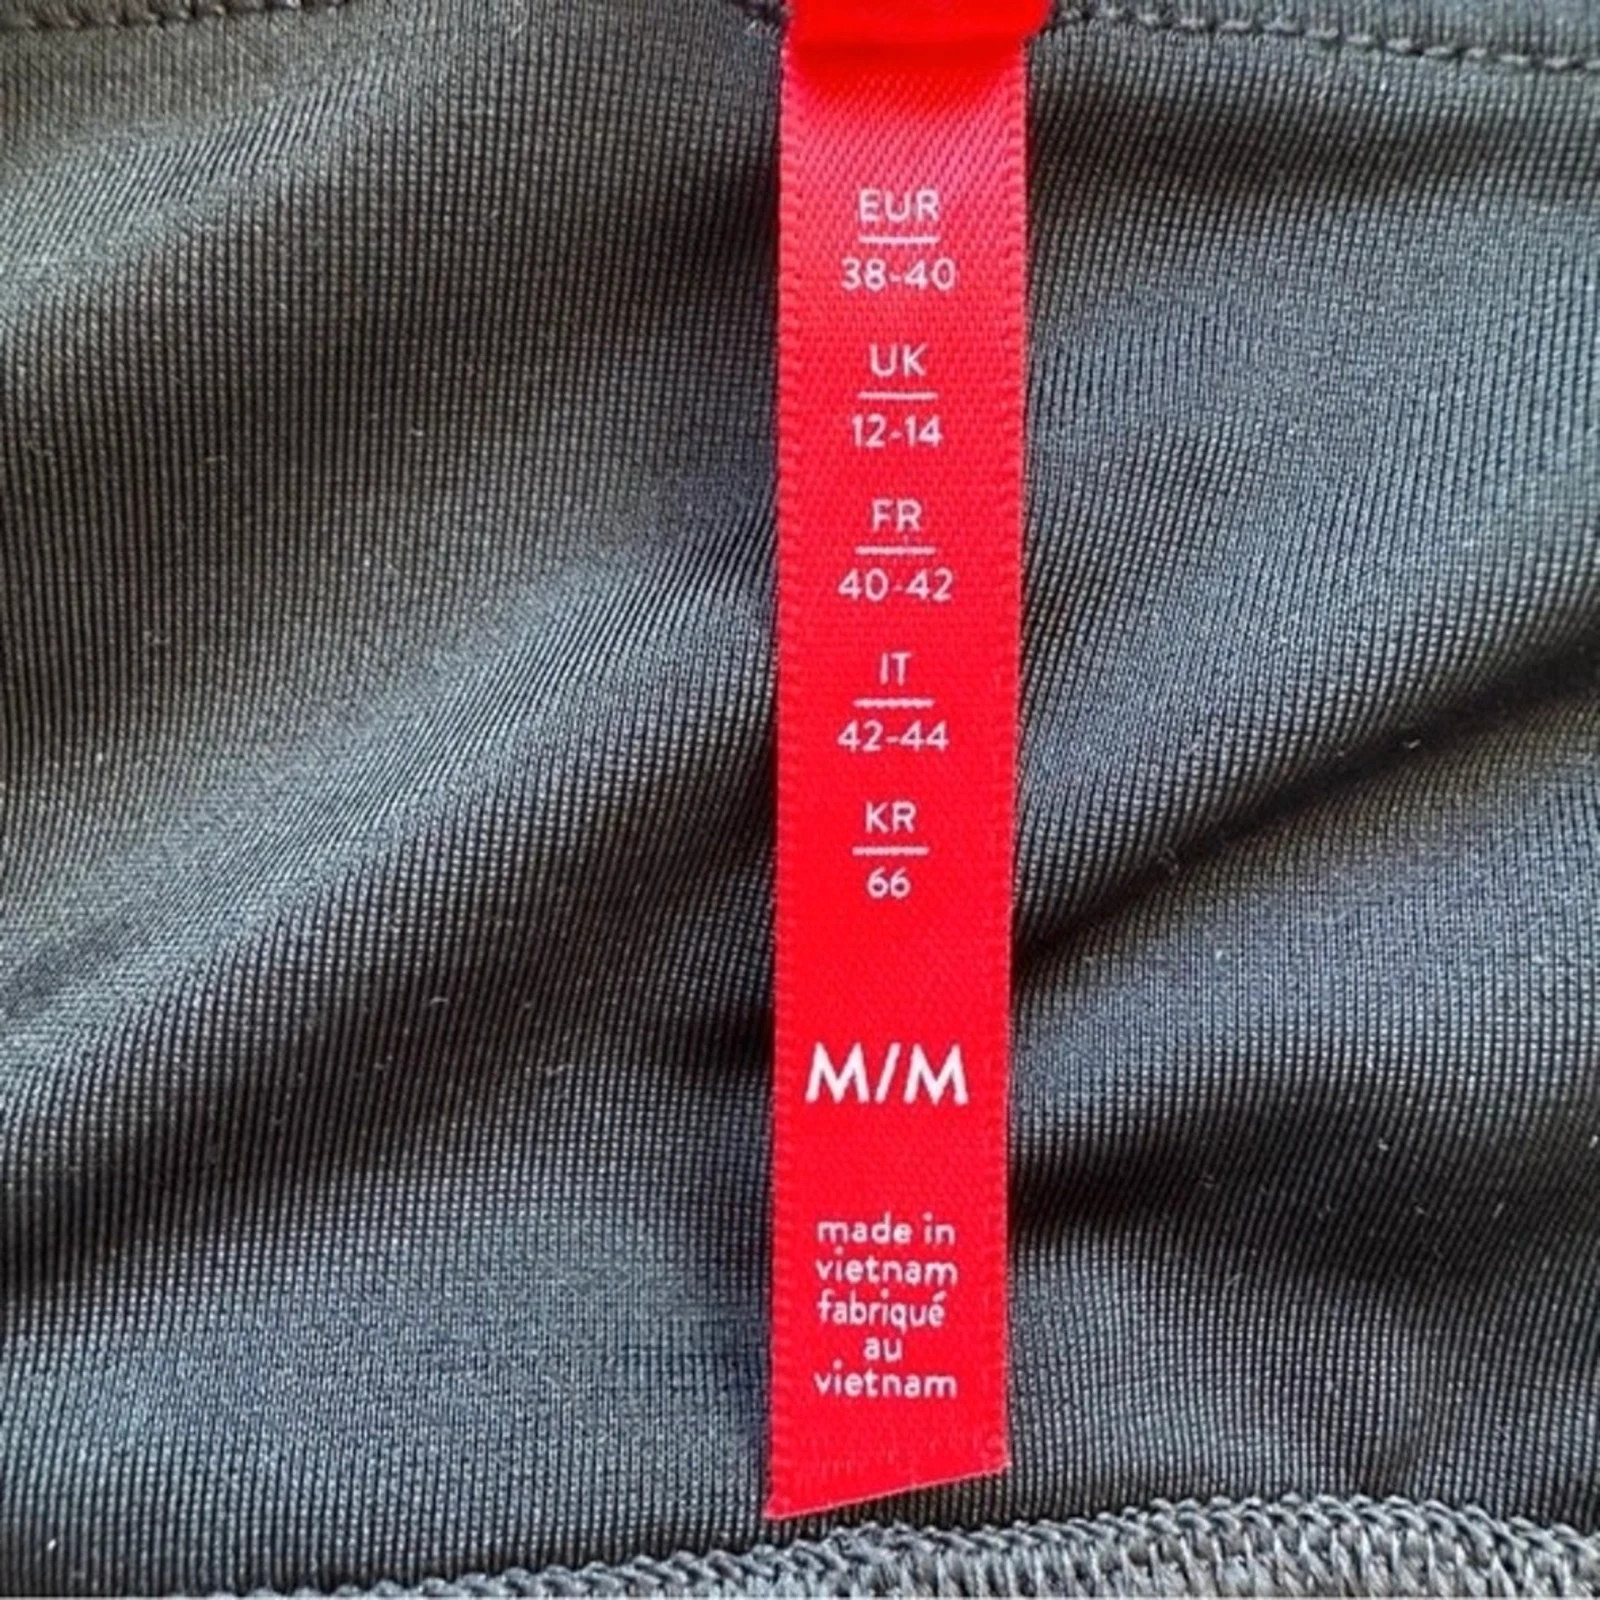 EUR
38-40
UK
12-14
FR
40-42
IT
42-44
KR
66
M/M
made in
vietnam
fabriqué
au
vietnam